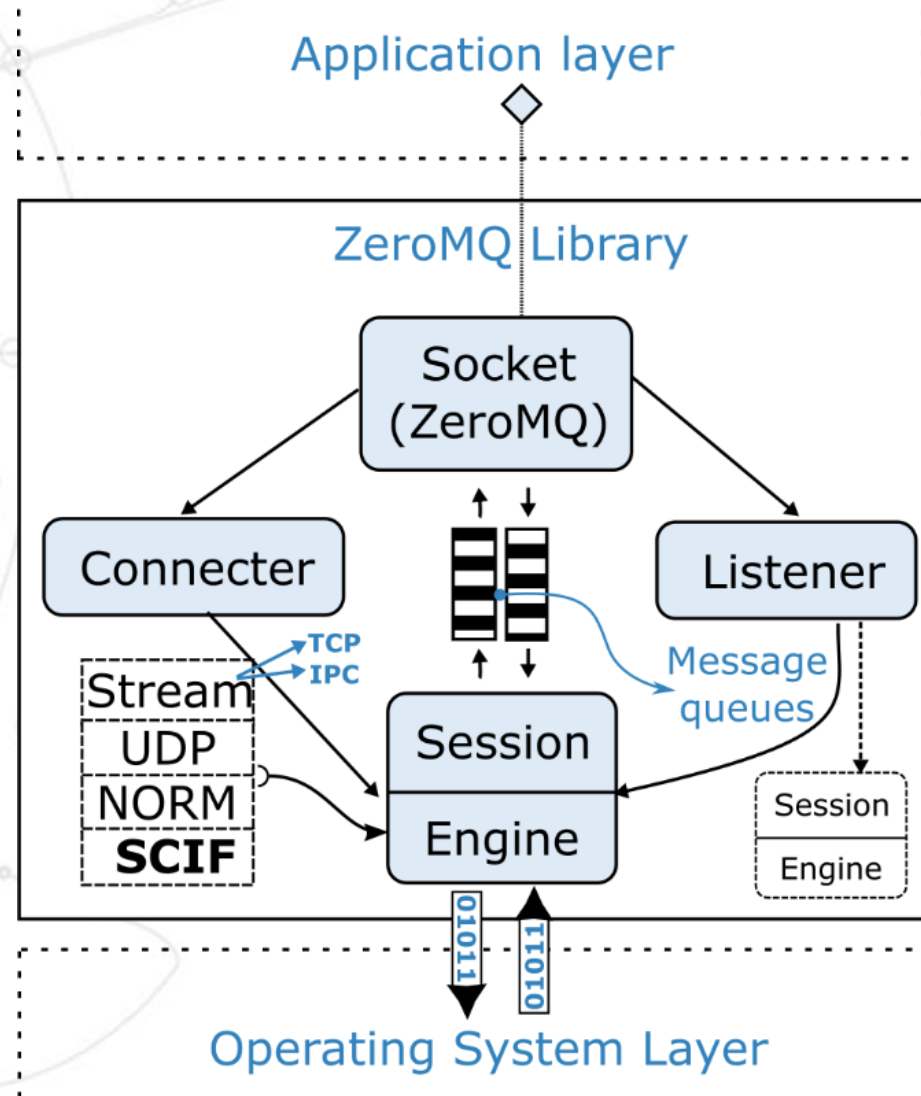 Application layer
ZeroMQ Library
Socket
(ZeroMQ)
Connecter
Listener
TCP
IPC
Message
queues
Stream
UDP
NORM
SCIF
Session
Engine
Session
Engine
01011
01011
Operating System Layer